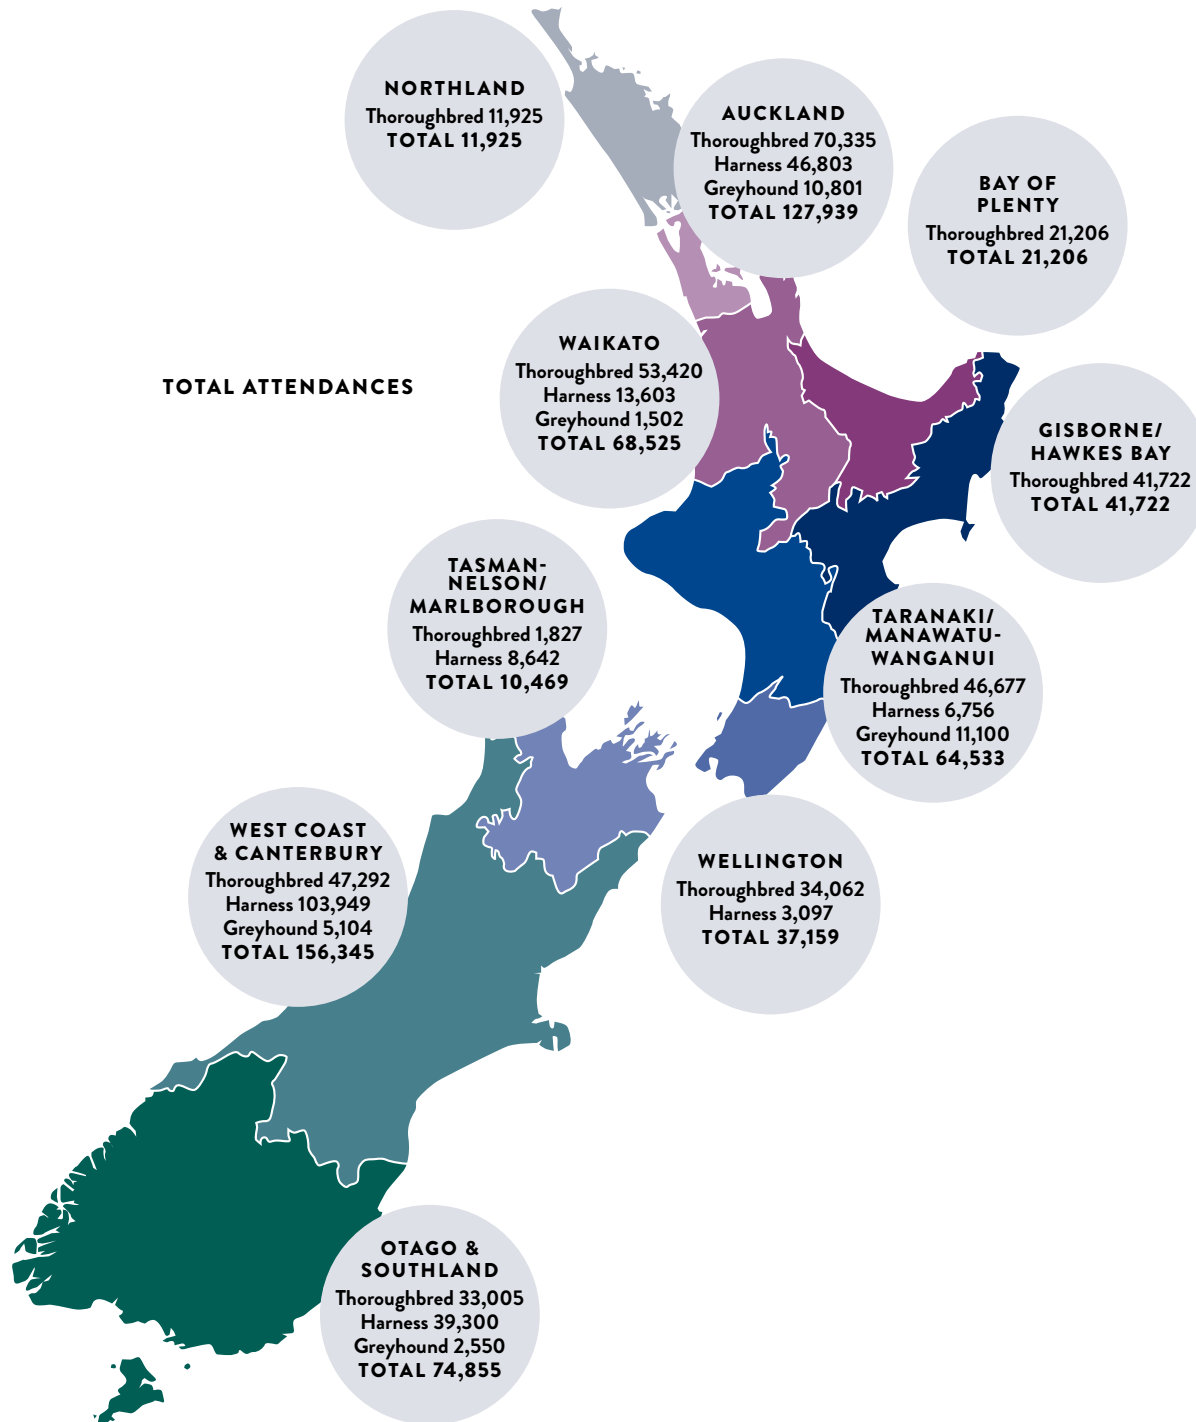 NORTHLAND
Thoroughbred 11,925
TOTAL 11,925
AUCKLAND
Thoroughbred 70,335
Harness 46,803
Greyhound 10,801
TOTAL 127,939
BAY OF
PLENTY
Thoroughbred 21,206
TOTAL 21,206
WAIKATO
Thoroughbred 53,420
Harness 13,603
Greyhound 1,502
TOTAL 68,525
TOTAL ATTENDANCES
GISBORNE/
HAWKES BAY
Thoroughbred 41,722
TOTAL 41,722
TASMAN-
NELSON/
MARLBOROUGH
Thoroughbred 1,827
Harness 8,642
TOTAL 10,469
TARANAKI/
MANAWATU-
WANGANUI
Thoroughbred 46,677
Harness 6,756
Greyhound 11,100
TOTAL 64,533
WEST COAST
& CANTERBURY
Thoroughbred 47,292
Harness 103,949
Greyhound 5,104
TOTAL 156,345
WELLINGTON
Thoroughbred 34,062
Harness 3,097
TOTAL 37,159
OTAGO &
SOUTHLAND
Thoroughbred 33,005
Harness 39,300
Greyhound 2,550
TOTAL 74,855